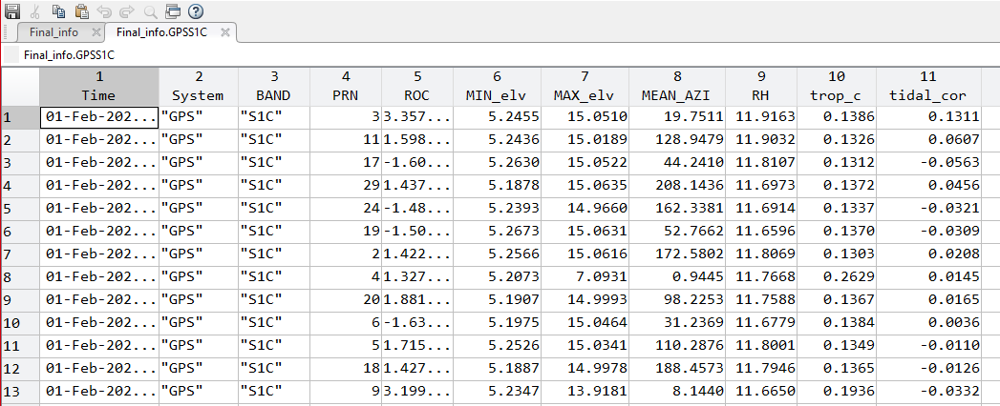 Final_info Final_info.GPSS1C
Final_info.GPSS1C
1 2 3 4 5 6 7 8 9 10 11
Time System BAND PRN ROC MIN_elv MAX_elv MEAN_AZI RH trop_c tidal_cor
1 01-Feb-202... "GPS" "S1C" 3 3.357... 5.2455 15.0510 19.7511 11.9163 0.1386 0.1311
2 01-Feb-202... "GPS" "S1C" 11 1.598... 5.2436 15.0189 128.9479 11.9032 0.1326 0.0607
3 01-Feb-202... "GPS" "S1C" 17 -1.60... 5.2630 15.0522 44.2410 11.8107 0.1312 -0.0563
4 01-Feb-202... "GPS" "S1C" 29 1.437... 5.1878 15.0635 208.1436 11.6973 0.1372 0.0456
5 01-Feb-202... "GPS" "S1C" 24 -1.48... 5.2393 14.9660 162.3381 11.6914 0.1337 -0.0321
6 01-Feb-202... "GPS" "S1C" 19 -1.50... 5.2673 15.0631 52.7662 11.6596 0.1370 -0.0309
7 01-Feb-202... "GPS" "S1C" 2 1.422... 5.2566 15.0616 172.5802 11.8069 0.1303 0.0208
8 01-Feb-202... "GPS" "S1C" 4 1.327... 5.2073 7.0931 0.9445 11.7668 0.2629 0.0145
9 01-Feb-202... "GPS" "S1C" 20 1.881... 5.1907 14.9993 98.2253 11.7588 0.1367 0.0165
10 01-Feb-202... "GPS" "S1C" 6 -1.63... 5.1975 15.0464 31.2369 11.6779 0.1384 0.0036
11 01-Feb-202... "GPS" "S1C" 5 1.715... 5.2526 15.0341 110.2876 11.8001 0.1349 -0.0110
12 01-Feb-202... "GPS" "S1C" 18 1.427... 5.1887 14.9978 188.4573 11.7946 0.1365 -0.0126
13 01-Feb-202... "GPS" "S1C" 9 3.199... 5.2347 13.9181 8.1440 11.6650 0.1936 -0.0332